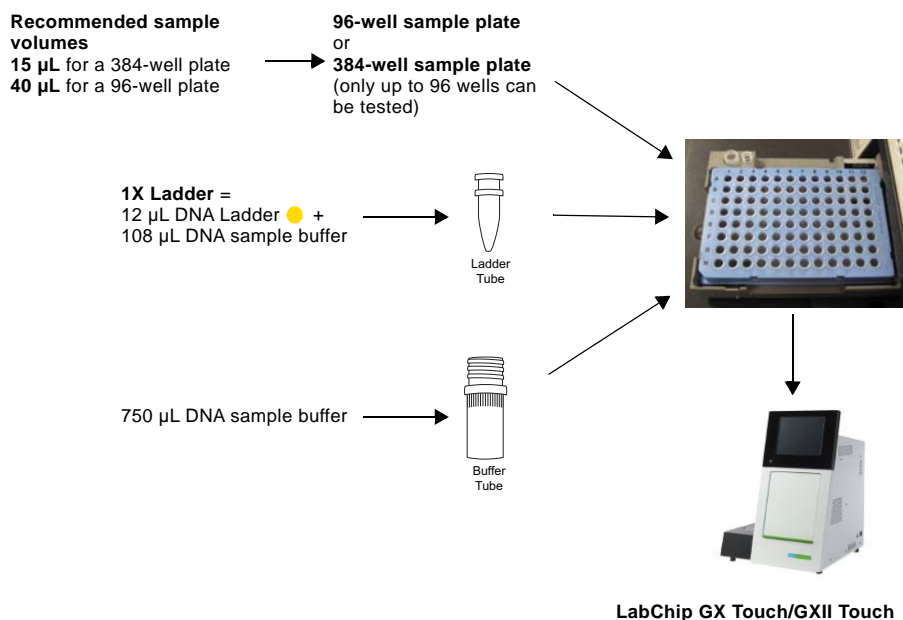 Recommended sample
volumes
15 µL for a 384-well plate
40 µL for a 96-well plate
96-well sample plate
or
384-well sample plate
(only up to 96 wells can
be tested)
1X Ladder =
12 µL DNA Ladder +
108 µL DNA sample buffer
Ladder
Tube
750 µL DNA sample buffer
Buffer
Tube
LabChip GX Touch/GXII Touch